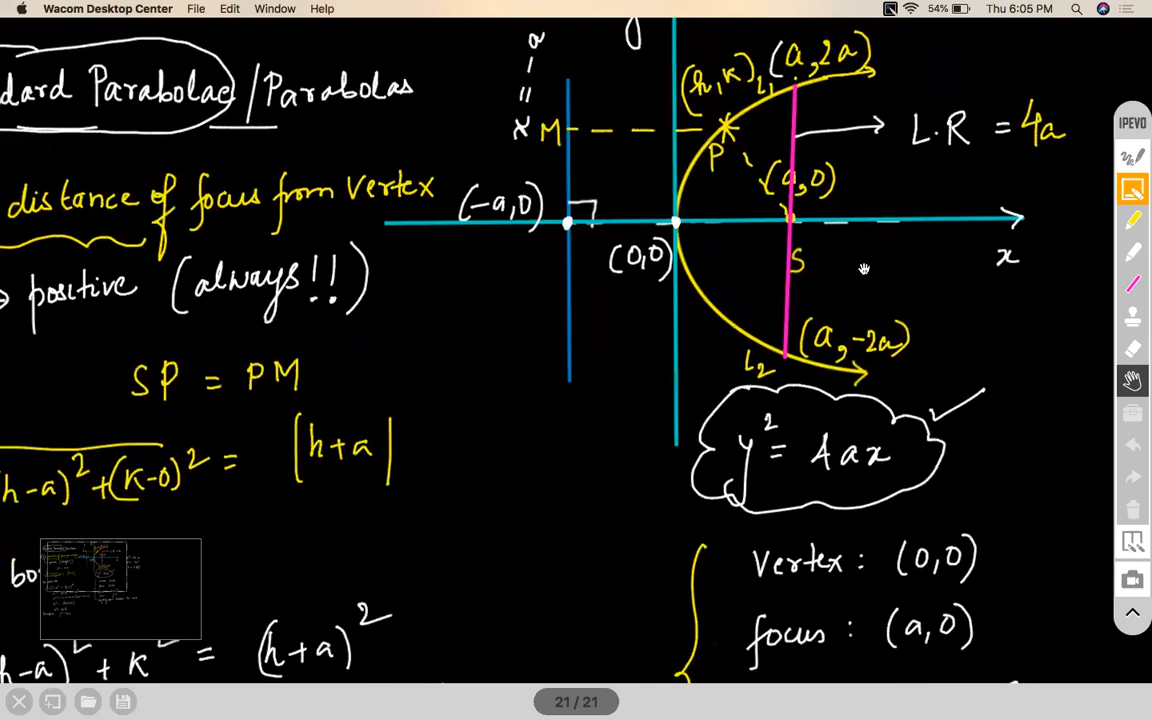 Wacom Desktop Center File Edit Window Help 54% Thu 6:05 PM
dard Parabolae / Parabolas
distance of focus from vertex
positive (always!!)
SP = PM
h-a)² + (K-0)² = |h+a|
bo
h-a)² + K² = (h+a)²
y
x = -a
M
(h,K)
P
L1
(a, 2a)
L.R = 4a
(a,0)
(-a,0)
(0,0)
S
x
L2
(a, -2a)
y² = 4ax
vertex : (0,0)
focus : (a,0)
IPEVO
21 / 21